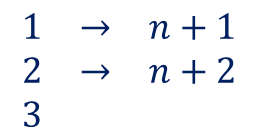 1 → n + 1
2 → n + 2
3